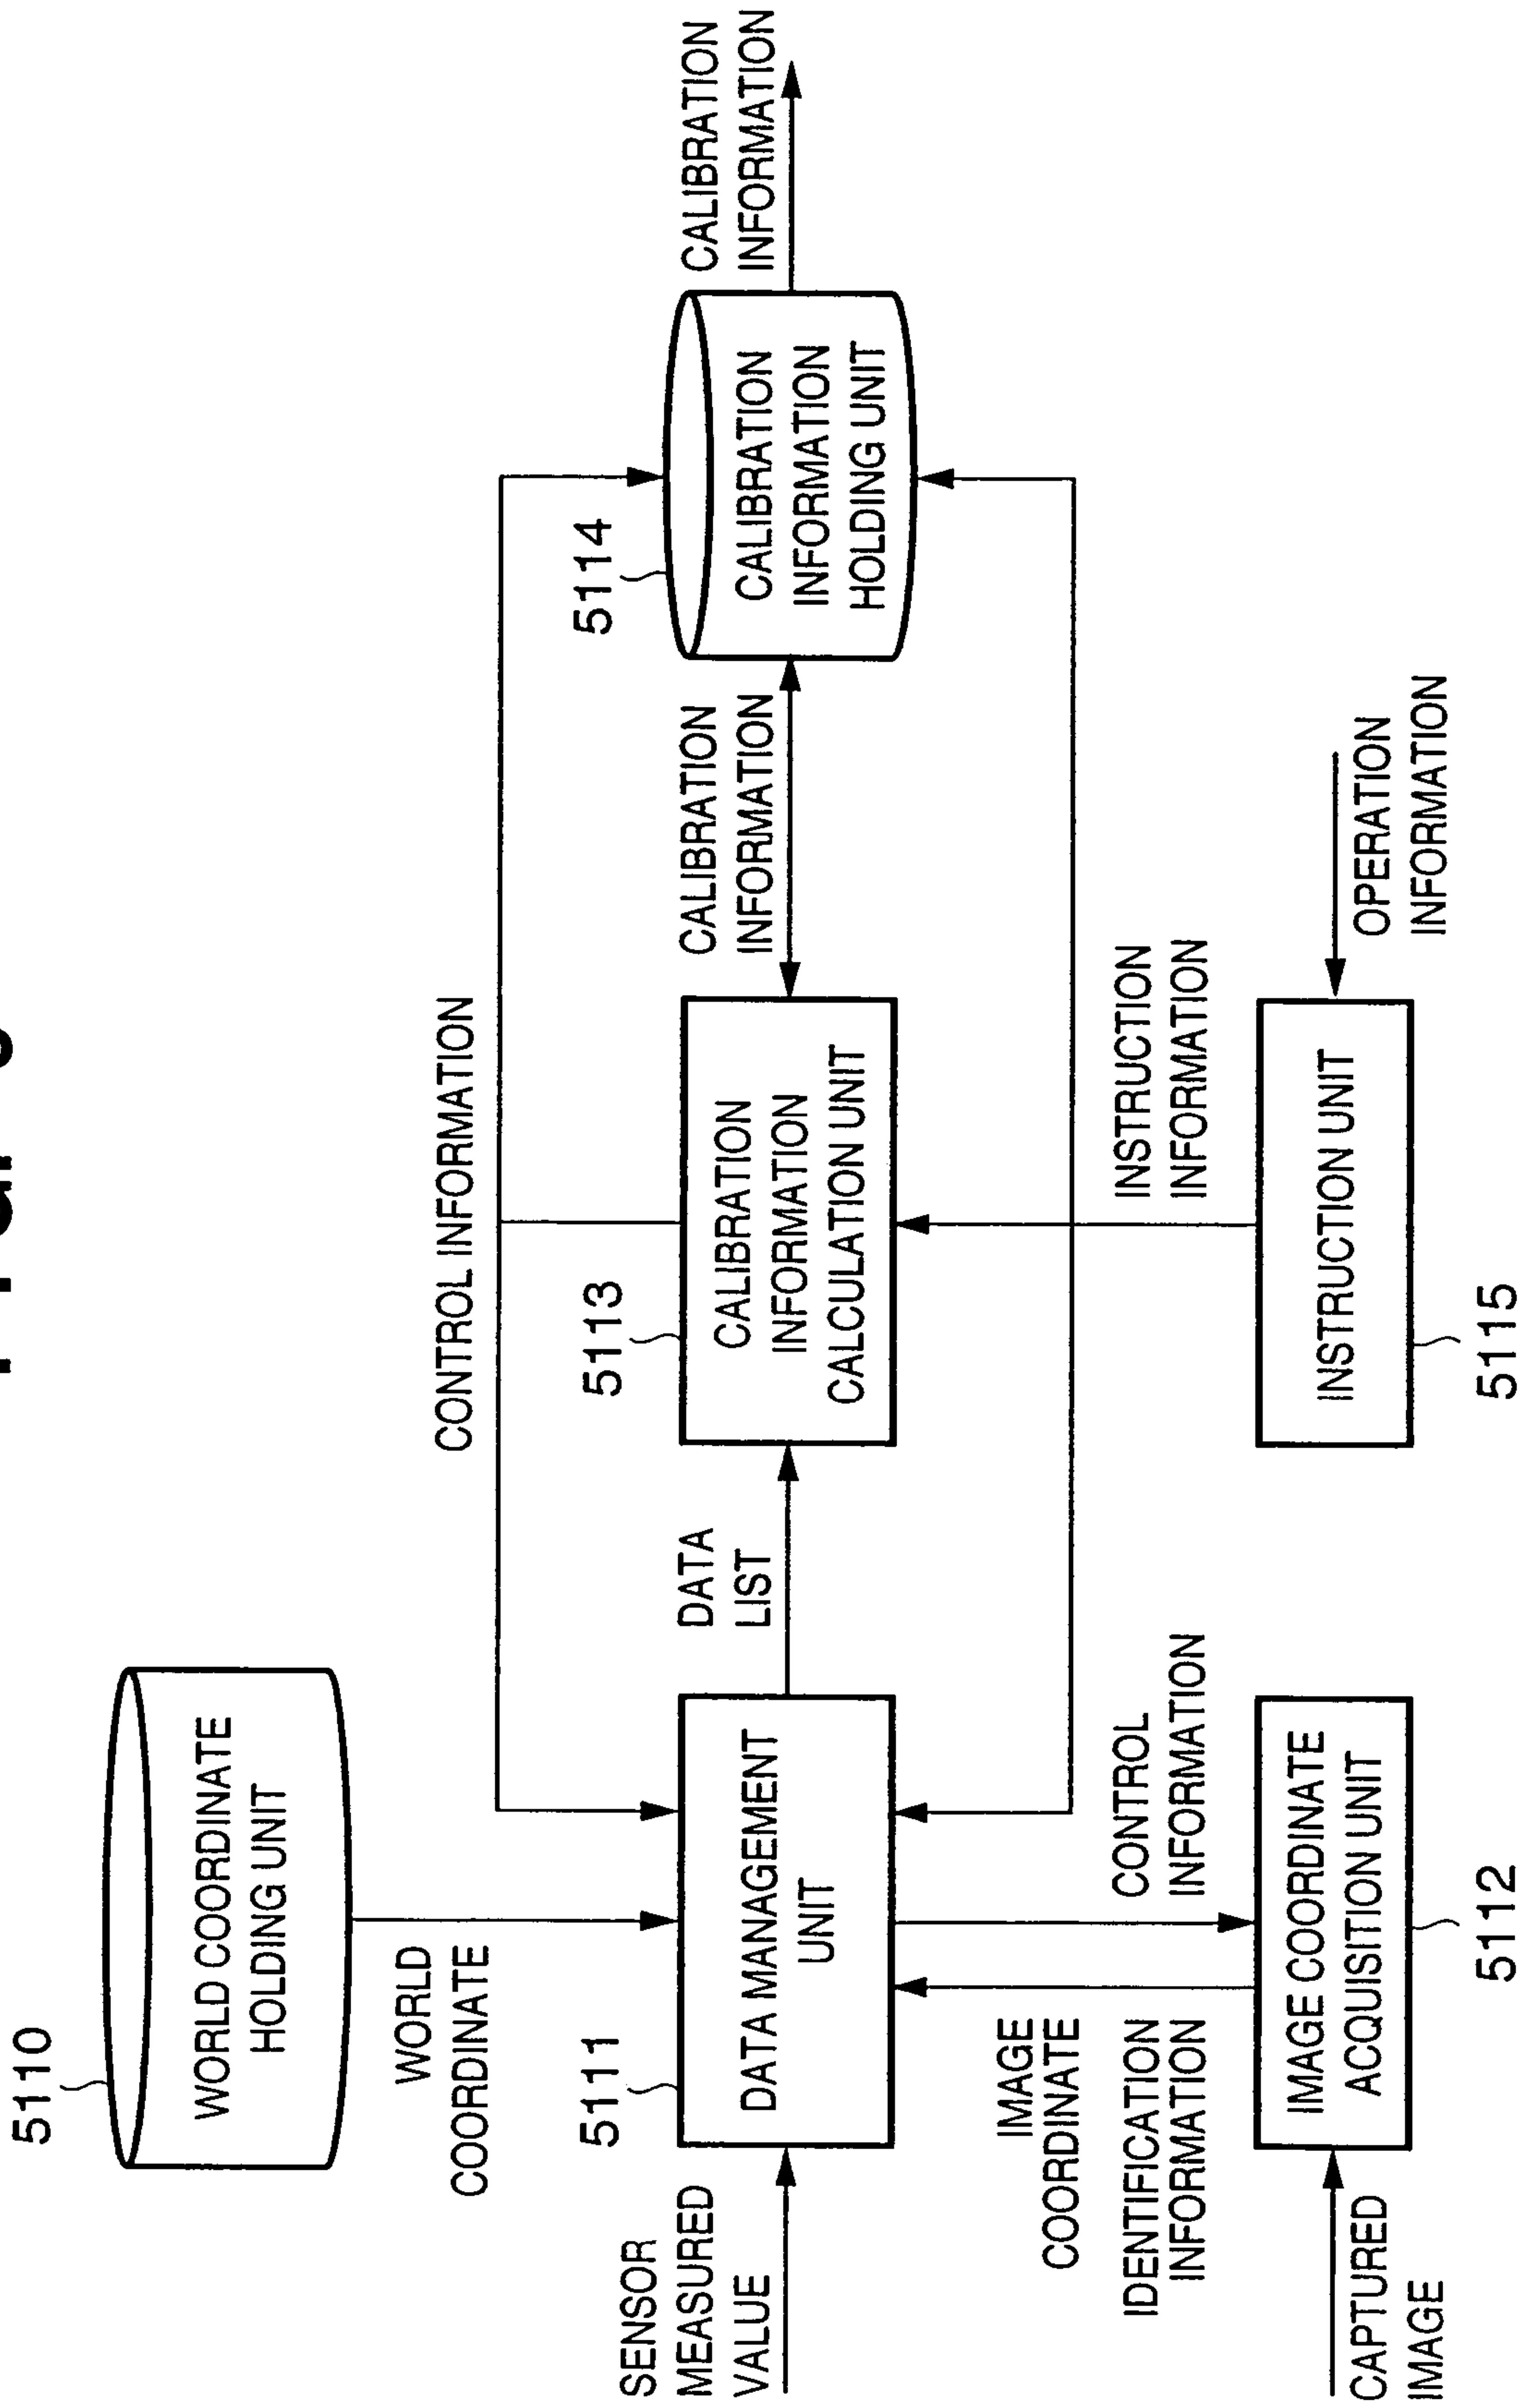 5110
WORLD COORDINATE
HOLDING UNIT
WORLD
COORDINATE
CONTROL INFORMATION
SENSOR
MEASURED
VALUE
5111
DATA MANAGEMENT
UNIT
DATA
LIST
5113
CALIBRATION
INFORMATION
CALCULATION UNIT
CALIBRATION
INFORMATION
5114
CALIBRATION
INFORMATION
HOLDING UNIT
CALIBRATION
INFORMATION
IMAGE
COORDINATE
IDENTIFICATION
INFORMATION
CONTROL
INFORMATION
INSTRUCTION
INFORMATION
CAPTURED
IMAGE
IMAGE COORDINATE
ACQUISITION UNIT
5112
INSTRUCTION UNIT
5115
OPERATION
INFORMATION